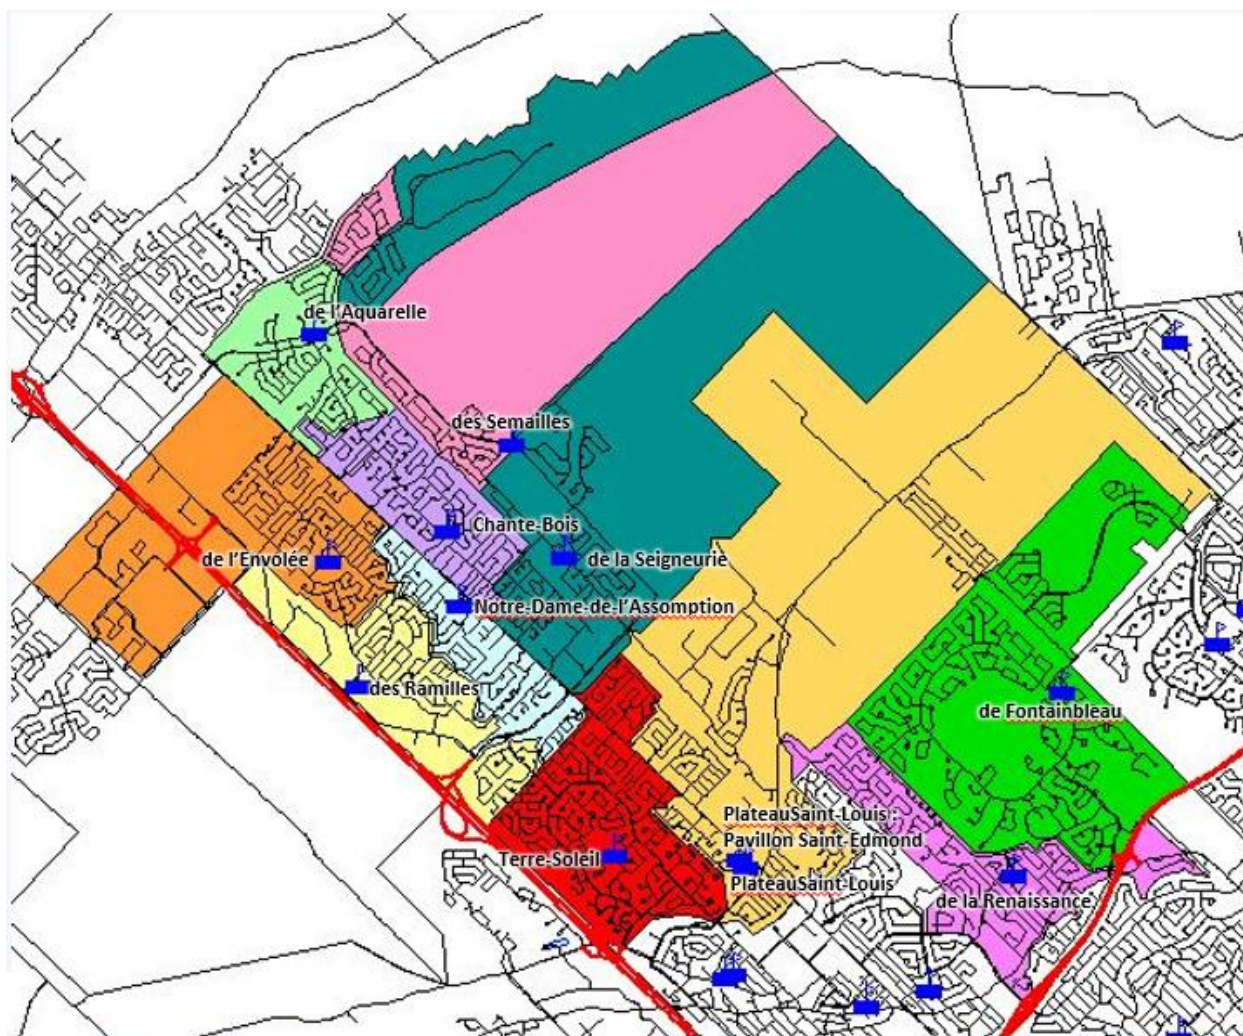 de l'Aquarelle
des Semailles
Chante-Bois
de l'Envolée
de la Seigneurie
Notre-Dame-de-l'Assomption
des Ramilles
de Fontainbleau
PlateauSaint-Louis :
Pavillon Saint-Edmond
Terre-Soleil
PlateauSaint-Louis
de la Renaissance